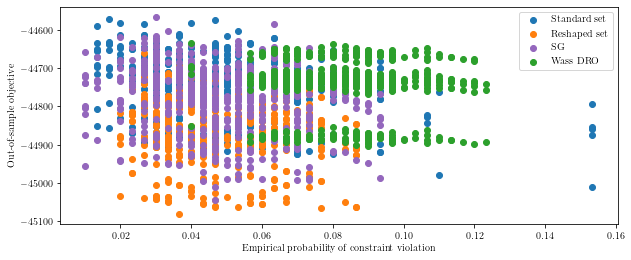 Standard set
Reshaped set
SG
Wass DRO
−44600
−44700
−44800
−44900
−45000
−45100
Out-of-sample objective
0.02 0.04 0.06 0.08 0.10 0.12 0.14 0.16
Empirical probability of constraint violation